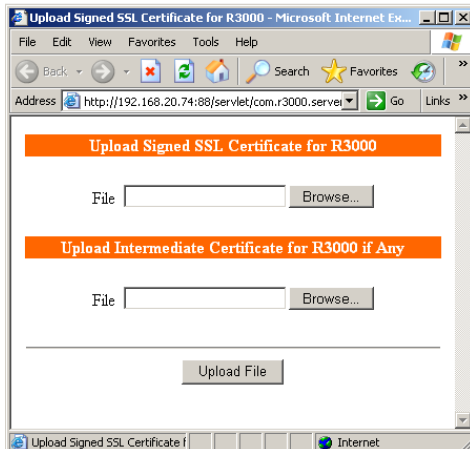 Upload Signed SSL Certificate for R3000 - Microsoft Internet Ex...
File Edit View Favorites Tools Help
Back Search Favorites »
Address http://192.168.20.74:88/servlet/com.r3000.server Go Links »
Upload Signed SSL Certificate for R3000
File Browse...
Upload Intermediate Certificate for R3000 if Any
File Browse...
Upload File
Upload Signed SSL Certificate f Internet